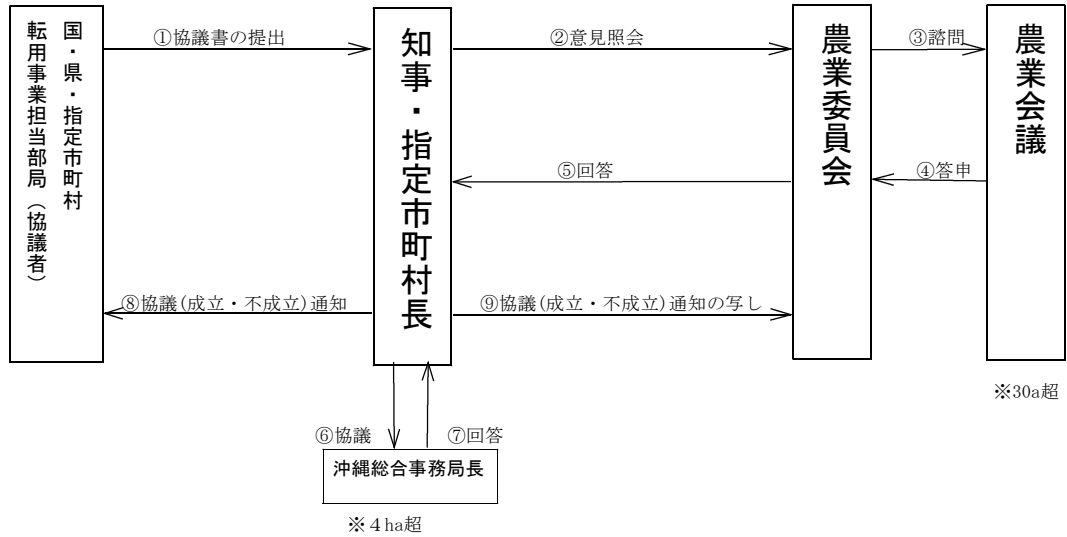 国・県・指定市町村
転用事業担当部局（協議者）
①協議書の提出
知事・指定市町村長
②意見照会
農業委員会
③諮問
農業会議
④答申
⑤回答
⑧協議(成立・不成立)通知
⑨協議(成立・不成立)通知の写し
※30a超
⑥協議
⑦回答
沖縄総合事務局長
※４ha超